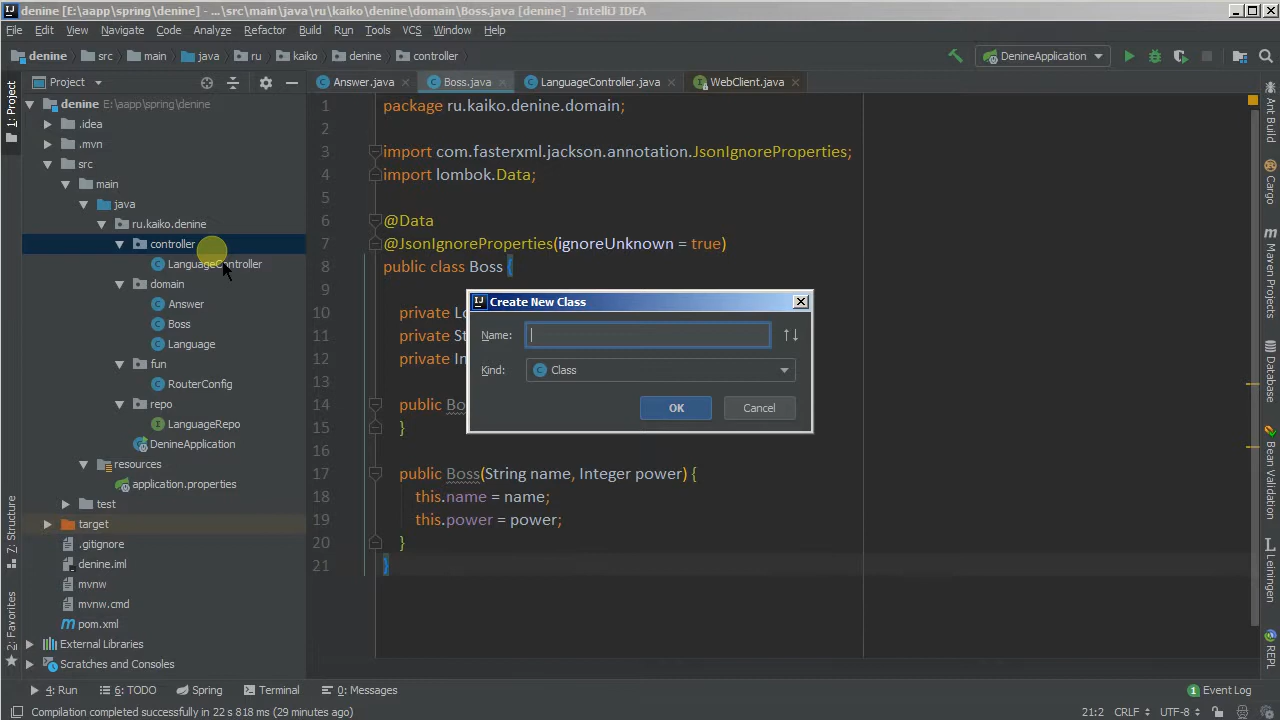 denine [E:\aapp\spring\denine] - ...\src\main\java\ru\kaiko\denine\domain\Boss.java [denine] - IntelliJ IDEA
File Edit View Navigate Code Analyze Refactor Build Run Tools VCS Window Help
denine src main java ru kaiko denine controller DenineApplication
Project
Answer.java Boss.java LanguageController.java WebClient.java
1: Project
Z: Structure
2: Favorites
denine E:\aapp\spring\denine
.idea
.mvn
src
main
java
ru.kaiko.denine
controller
LanguageController
domain
Answer
Boss
Language
fun
RouterConfig
repo
LanguageRepo
DenineApplication
resources
application.properties
test
target
.gitignore
denine.iml
mvnw
mvnw.cmd
pom.xml
External Libraries
Scratches and Consoles
1 package ru.kaiko.denine.domain;
2
3 import com.fasterxml.jackson.annotation.JsonIgnoreProperties;
4 import lombok.Data;
5
6 @Data
7 @JsonIgnoreProperties(ignoreUnknown = true)
8 public class Boss {
9
10 private Lo
11 private St
12 private In
13
14 public Bo
15 }
16
17 public Boss(String name, Integer power) {
18 this.name = name;
19 this.power = power;
20 }
21 }
Create New Class
Name:
Kind: Class
OK Cancel
Ant Build
Cargo
Maven Projects
Database
Bean Validation
Leiningen
REPL
4: Run 6: TODO Spring Terminal 0: Messages 1 Event Log
Compilation completed successfully in 22 s 818 ms (29 minutes ago) 21:2 CRLF UTF-8